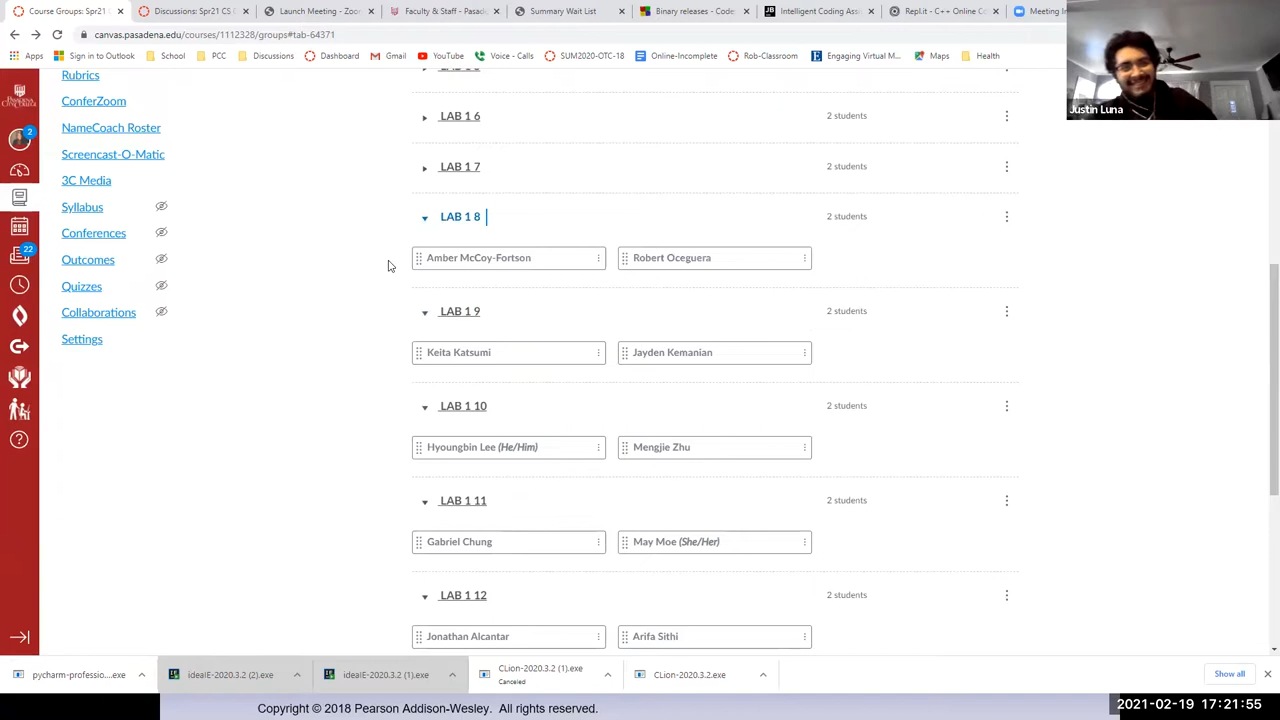 Course Groups: Spr21 C
Discussions: Spr21 CS 0
Launch Meeting - Zoom
Faculty & Staff - Pasade
Summary Wait List
Binary releases - Code:
Intelligent Coding Assi
Repl.it - C++ Online Co
Meeting In
canvas.pasadena.edu/courses/1112328/groups#tab-64371
Apps
Sign in to Outlook
School
PCC
Discussions
Dashboard
Gmail
YouTube
Voice - Calls
SUM2020-OTC-18
Online-Incomplete
Rob-Classroom
Engaging Virtual M...
Maps
Health
Justin Luna
2
22
Rubrics
ConferZoom
NameCoach Roster
Screencast-O-Matic
3C Media
Syllabus
Conferences
Outcomes
Quizzes
Collaborations
Settings
LAB 1 6 2 students
LAB 1 7 2 students
LAB 1 8 2 students
Amber McCoy-Fortson Robert Oceguera
LAB 1 9 2 students
Keita Katsumi Jayden Kemanian
LAB 1 10 2 students
Hyoungbin Lee (He/Him) Mengjie Zhu
LAB 1 11 2 students
Gabriel Chung May Moe (She/Her)
LAB 1 12 2 students
Jonathan Alcantar Arifa Sithi
pycharm-professio....exe
ideaIE-2020.3.2 (2).exe
ideaIE-2020.3.2 (1).exe
CLion-2020.3.2 (1).exe
Canceled
CLion-2020.3.2.exe
Show all
Copyright © 2018 Pearson Addison-Wesley. All rights reserved.
2021-02-19 17:21:55